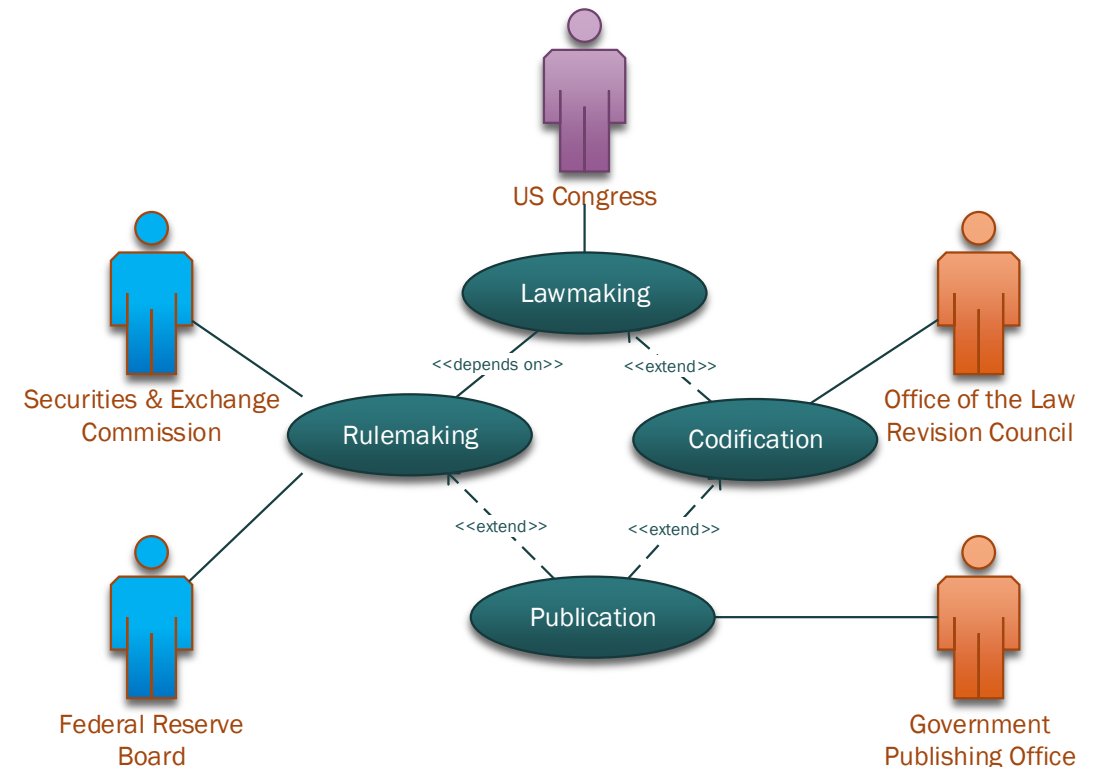 US Congress
Lawmaking
<<depends on>>
<<extend>>
Securities & Exchange
Commission
Office of the Law
Revision Council
Rulemaking
Codification
<<extend>>
<<extend>>
Publication
Federal Reserve
Board
Government
Publishing Office